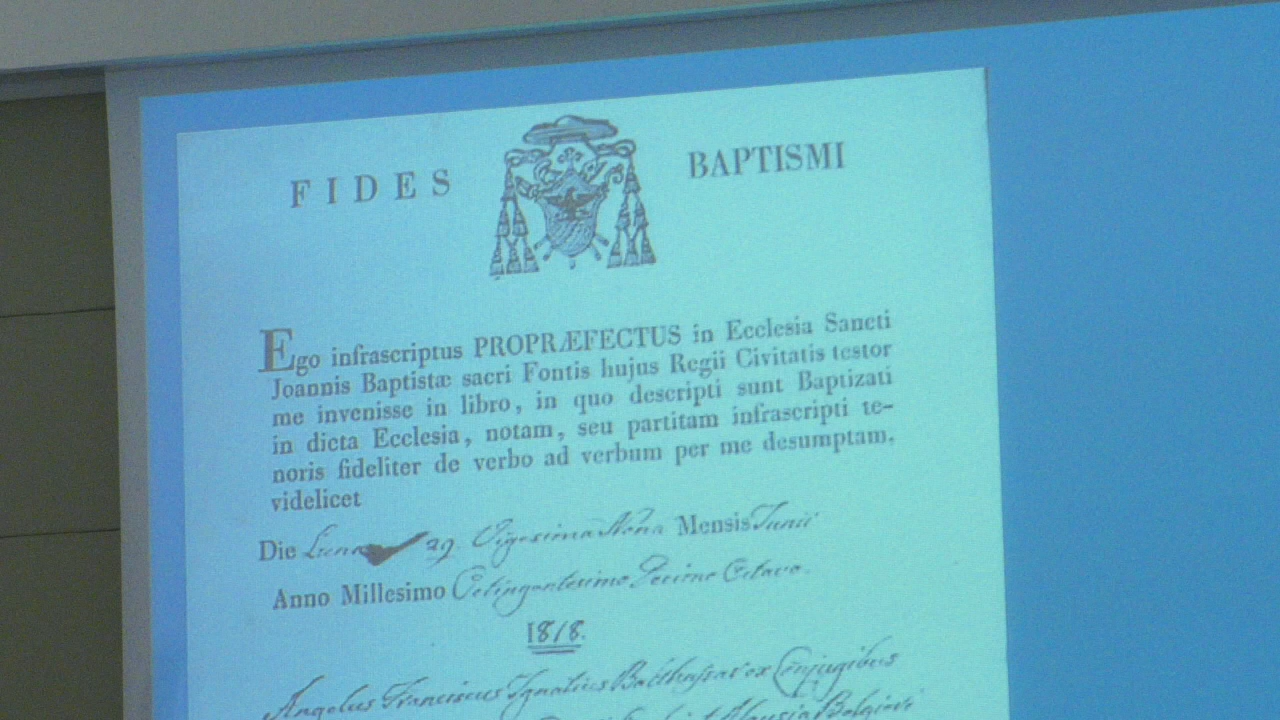 FIDES BAPTISMI
Ego infrascriptus PROPRÆFECTUS in Ecclesia Sancti
Joannis Baptistæ sacri Fontis hujus Regii Civitatis testor
me invenisse in libro, in quo descripti sunt Baptizati
in dicta Ecclesia, notam, seu partitam infrascripti te-
noris fideliter de verbo ad verbum per me desumptam,
videlicet
Die 29. Vigesima Nona Mensis Junii
Anno Millesimo Octingentesimo Decimo Octavo.
1818.
Angelus Franciscus Ignatius Balthassar ex Conjugibus
Aloysia